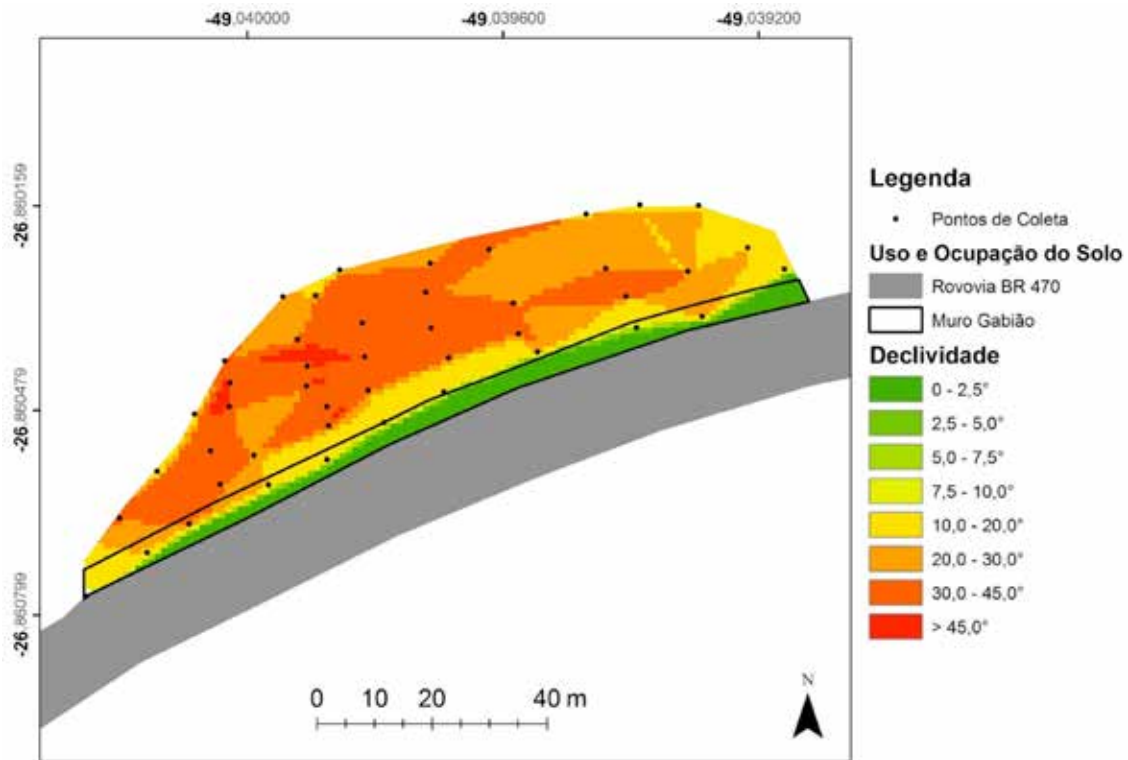 -49,040000 -49,039600 -49,039200
-26,860159
-26,860479
-26,860799
Legenda
Pontos de Coleta
Uso e Ocupação do Solo
Rovovia BR 470
Muro Gabião
Declividade
0 - 2,5°
2,5 - 5,0°
5,0 - 7,5°
7,5 - 10,0°
10,0 - 20,0°
20,0 - 30,0°
30,0 - 45,0°
> 45,0°
0 10 20 40 m
N